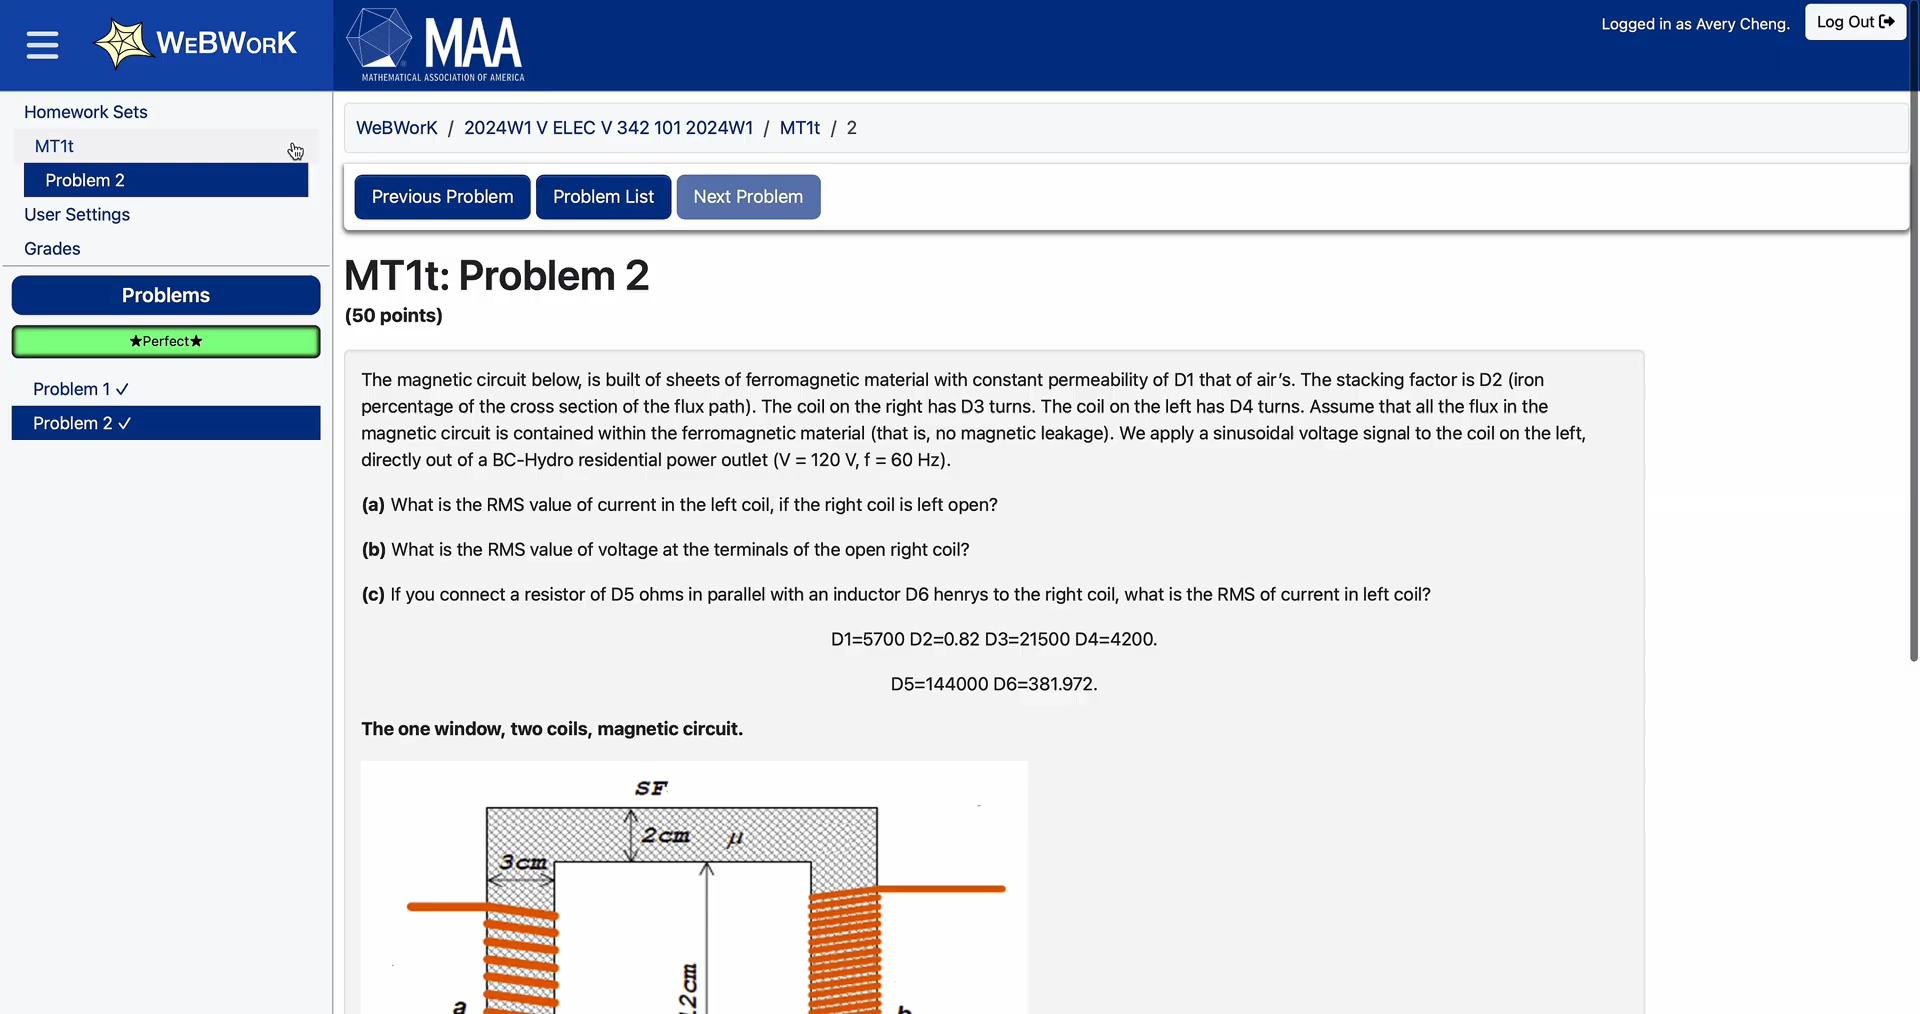 WEBWORK
MAA
MATHEMATICAL ASSOCIATION OF AMERICA
Logged in as Avery Cheng.
Log Out
Homework Sets
MT1t
Problem 2
User Settings
Grades
Problems
★Perfect★
Problem 1 ✓
Problem 2 ✓
WeBWorK / 2024W1 V ELEC V 342 101 2024W1 / MT1t / 2
Previous Problem
Problem List
Next Problem
MT1t: Problem 2
(50 points)
The magnetic circuit below, is built of sheets of ferromagnetic material with constant permeability of D1 that of air's. The stacking factor is D2 (iron
percentage of the cross section of the flux path). The coil on the right has D3 turns. The coil on the left has D4 turns. Assume that all the flux in the
magnetic circuit is contained within the ferromagnetic material (that is, no magnetic leakage). We apply a sinusoidal voltage signal to the coil on the left,
directly out of a BC-Hydro residential power outlet (V = 120 V, f = 60 Hz).
(a) What is the RMS value of current in the left coil, if the right coil is left open?
(b) What is the RMS value of voltage at the terminals of the open right coil?
(c) If you connect a resistor of D5 ohms in parallel with an inductor D6 henrys to the right coil, what is the RMS of current in left coil?
D1=5700 D2=0.82 D3=21500 D4=4200.
D5=144000 D6=381.972.
The one window, two coils, magnetic circuit.
SF
2cm μ
3cm
2cm
a